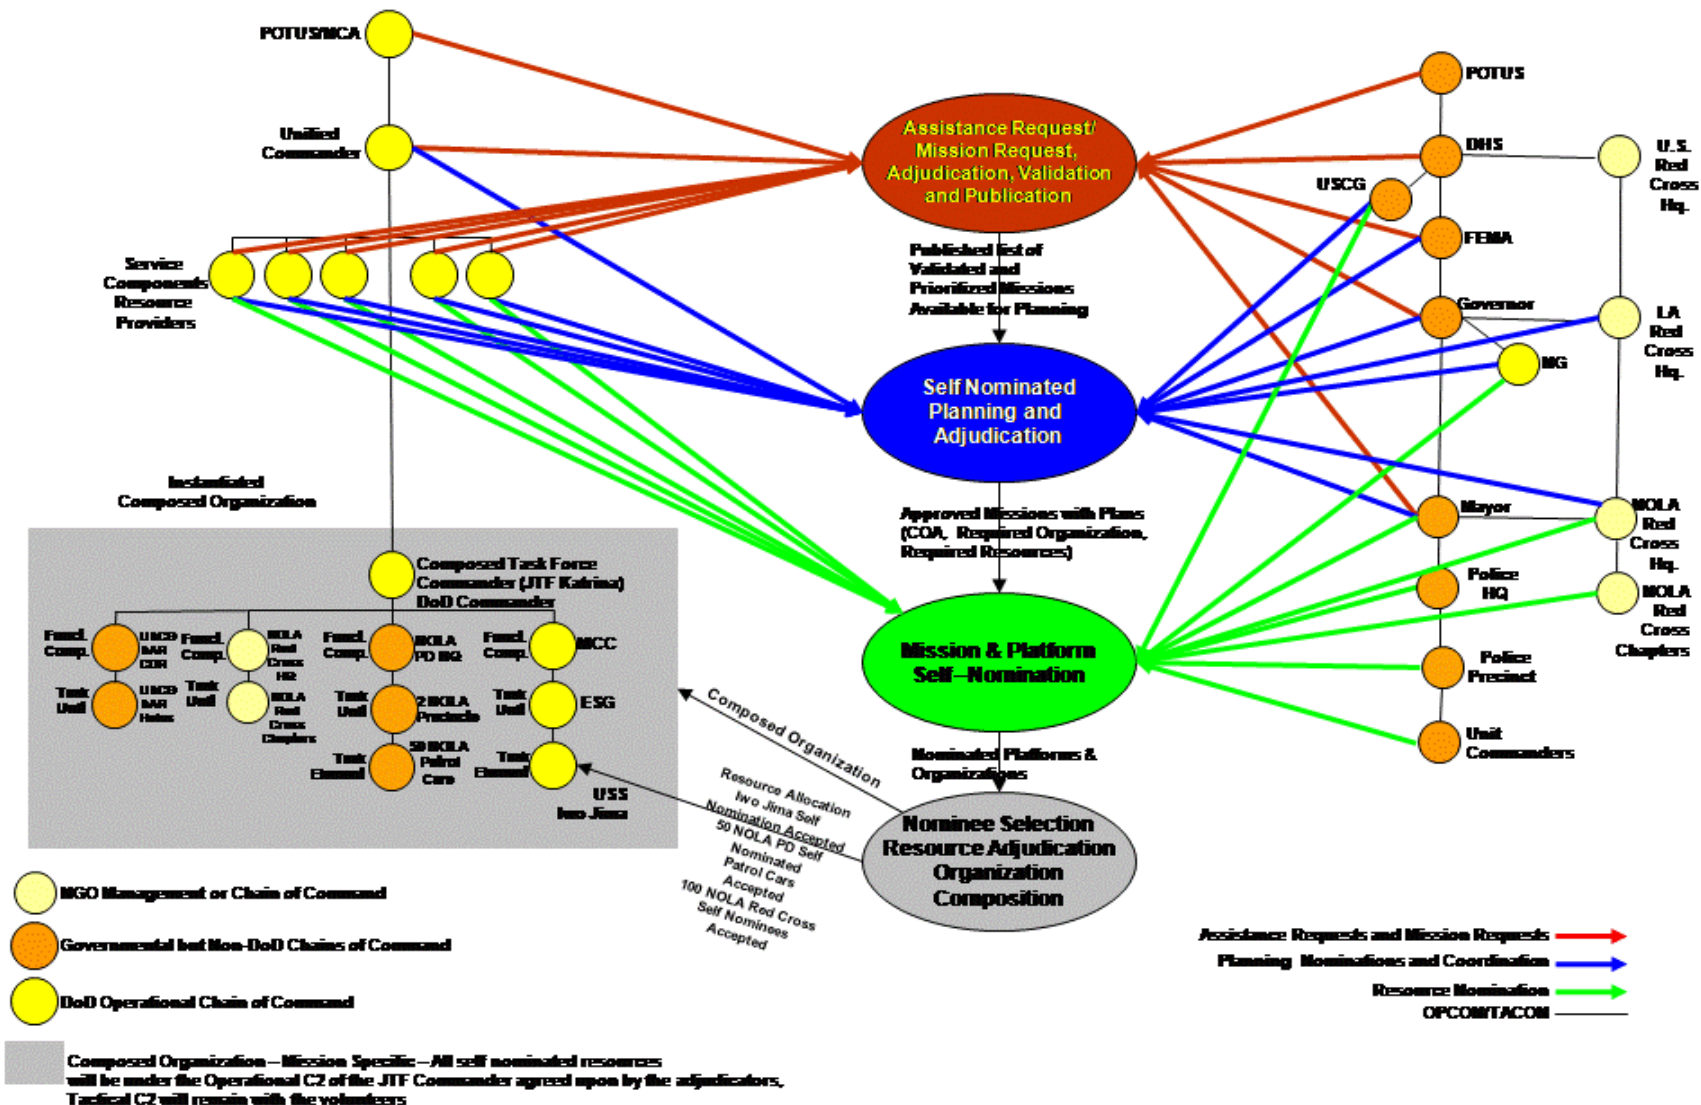 POTUS/NCA
Unified
Commander
Service
Components
Resource
Providers
Assistance Request/
Mission Request,
Adjudication, Validation
and Publication
Published list of
Validated and
Prioritized Missions
Available for Planning
Self Nominated
Planning and
Adjudication
Approved Missions with Plans
(COA, Required Organization,
Required Resources)
Mission & Platform
Self–Nomination
Nominated Platforms &
Organizations
Nominee Selection
Resource Adjudication
Organization
Composition
POTUS
DHS
USCG
FEMA
Governor
NG
Mayor
Police
HQ
Police
Precinct
Unit
Commanders
U.S.
Red
Cross
Hq.
LA
Red
Cross
Hq.
NOLA
Red
Cross
Hq.
NOLA
Red
Cross
Chapters
Instantiated
Composed Organization
Composed Task Force
Commander (JTF Katrina)
DoD Commander
Funcl.
Comp.
USCG
SAR
CDR
Task
Unit
USCG
SAR
Helos
Funcl.
Comp.
NOLA
Red
Cross
HQ
Task
Unit
NOLA
Red
Cross
Chapters
Funcl.
Comp.
NOLA
PD HQ
Task
Unit
2 NOLA
Precincts
Task
Element
50 NOLA
Patrol
Cars
Funcl.
Comp.
MCC
Task
Unit
ESG
Task
Element
USS
Iwo Jima
Composed Organization
Resource Allocation
Iwo Jima Self
Nomination Accepted
50 NOLA PD Self
Nominated
Patrol Cars
Accepted
100 NOLA Red Cross
Self Nominees
Accepted
NGO Management or Chain of Command
Governmental but Non-DoD Chains of Command
DoD Operational Chain of Command
Composed Organization – Mission Specific – All self nominated resources
will be under the Operational C2 of the JTF Commander agreed upon by the adjudicators,
Tactical C2 will remain with the volunteers
Assistance Requests and Mission Requests
Planning Nominations and Coordination
Resource Nomination
OPCOM/TACOM